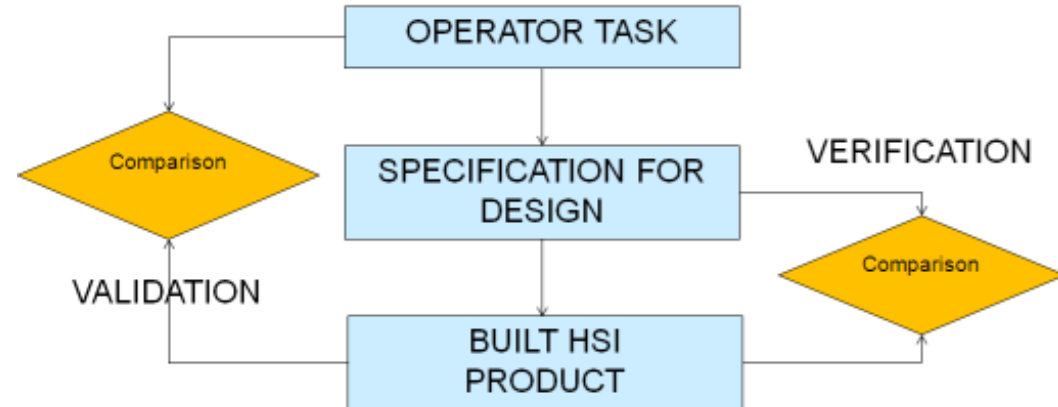 OPERATOR TASK
Comparison
SPECIFICATION FOR
DESIGN
VERIFICATION
Comparison
VALIDATION
BUILT HSI
PRODUCT